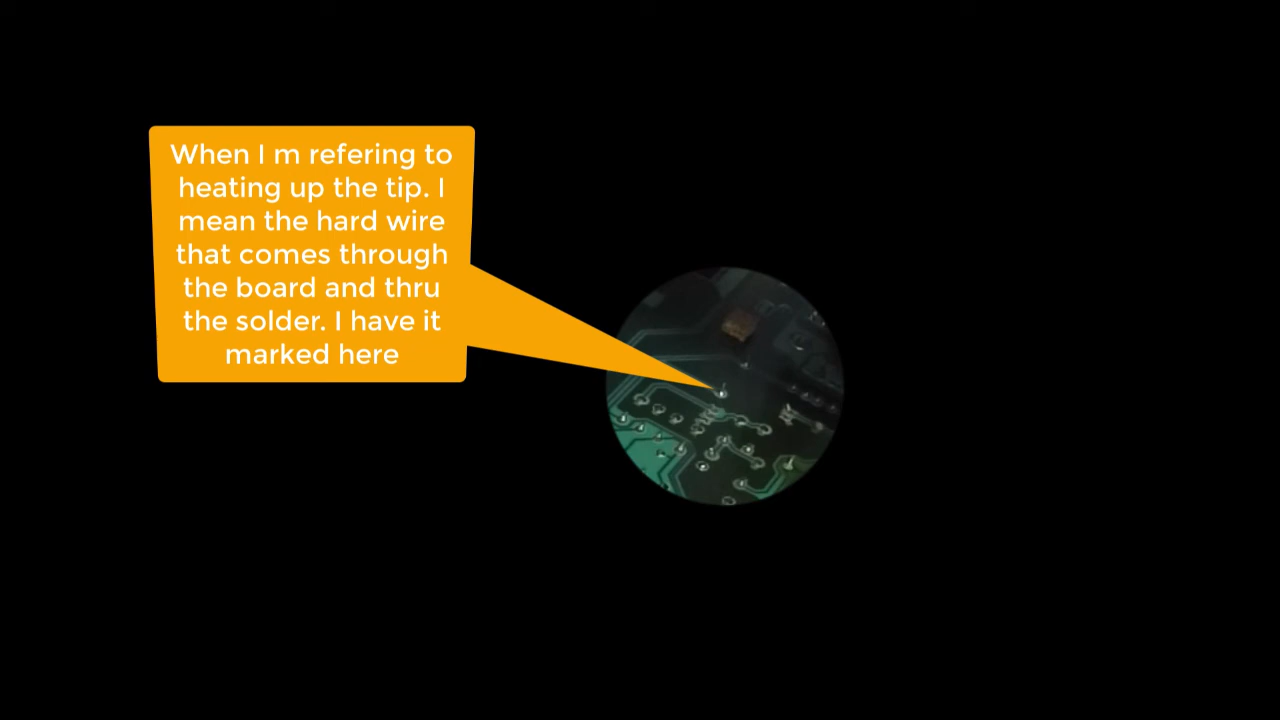 When I m refering to
heating up the tip. I
mean the hard wire
that comes through
the board and thru
the solder. I have it
marked here